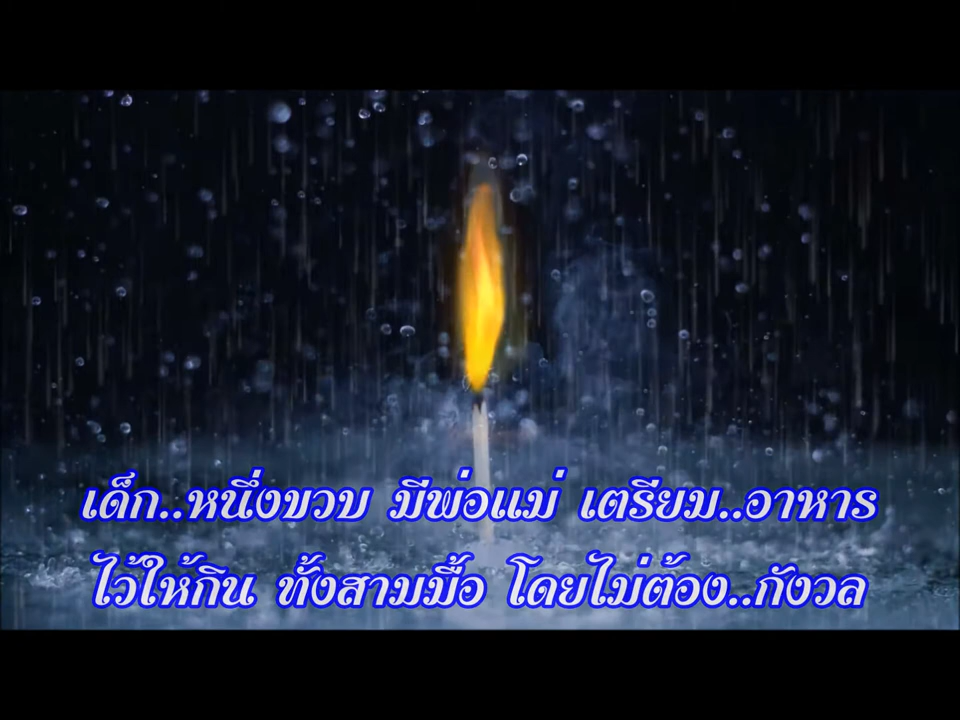 เด็ก..หนึ่งขวบ มีพ่อแม่ เตรียม..อาหาร
ไว้ให้กิน ทั้งสามมื้อ โดยไม่ต้อง..กังวล